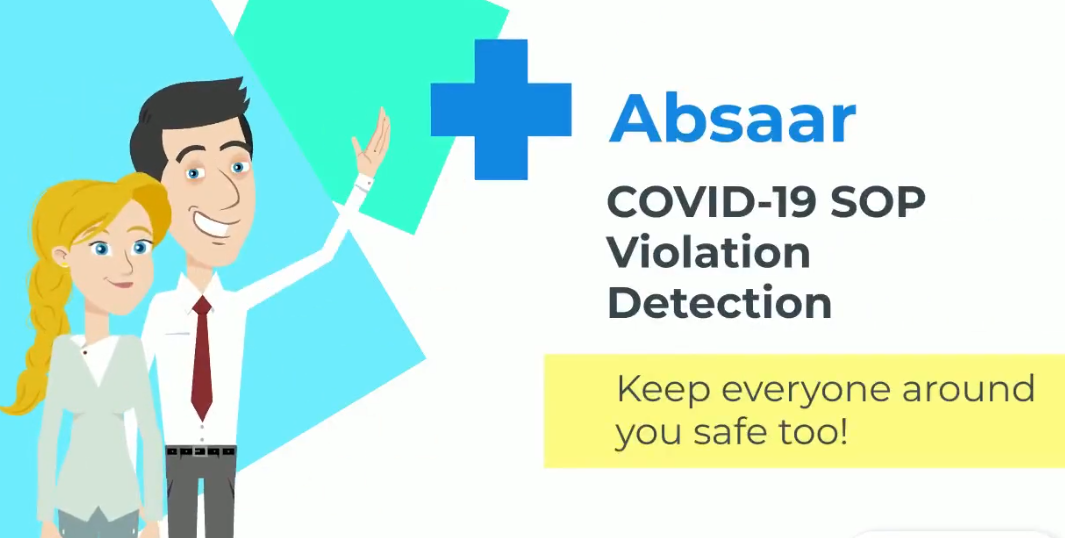 Absaar
COVID-19 SOP
Violation
Detection
Keep everyone around
you safe too!